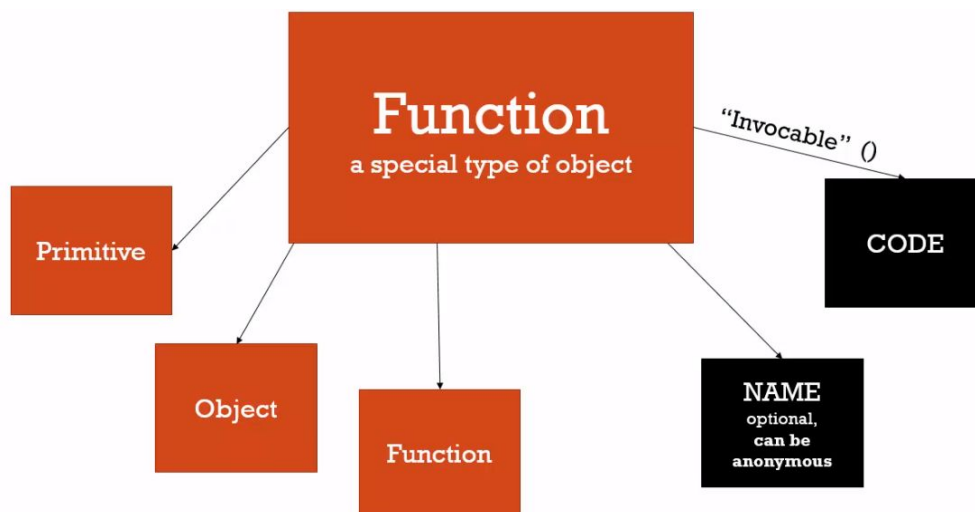 Function
a special type of object
"Invocable" ()
Primitive
CODE
Object
Function
NAME
optional,
can be
anonymous